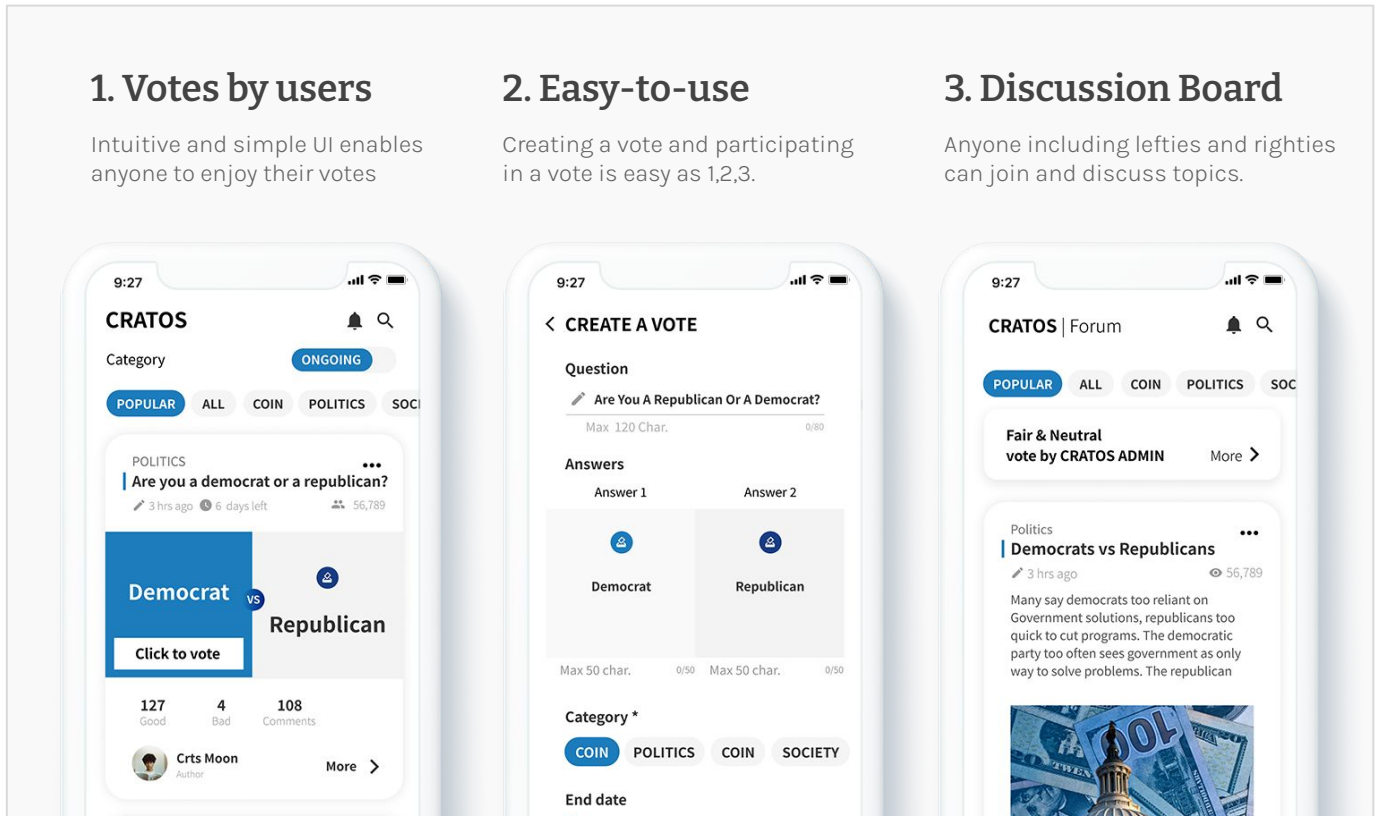 1. Votes by users
Intuitive and simple UI enables
anyone to enjoy their votes
9:27
CRATOS
Category
ONGOING
POPULAR ALL COIN POLITICS SOCI
POLITICS
Are you a democrat or a republican?
3 hrs ago 6 days left 56,789
Democrat
VS
Republican
Click to vote
127 4 108
Good Bad Comments
Crts Moon
Author
More
2. Easy-to-use
Creating a vote and participating
in a vote is easy as 1,2,3.
9:27
CREATE A VOTE
Question
Are You A Republican Or A Democrat?
Max 120 Char. 0/80
Answers
Answer 1 Answer 2
Democrat Republican
Max 50 char. 0/50 Max 50 char. 0/50
Category *
COIN POLITICS COIN SOCIETY
End date
3. Discussion Board
Anyone including lefties and righties
can join and discuss topics.
9:27
CRATOS | Forum
POPULAR ALL COIN POLITICS SOC
Fair & Neutral
vote by CRATOS ADMIN More
Politics
Democrats vs Republicans
3 hrs ago 56,789
Many say democrats too reliant on
Government solutions, republicans too
quick to cut programs. The democratic
party too often sees government as only
way to solve problems. The republican
100